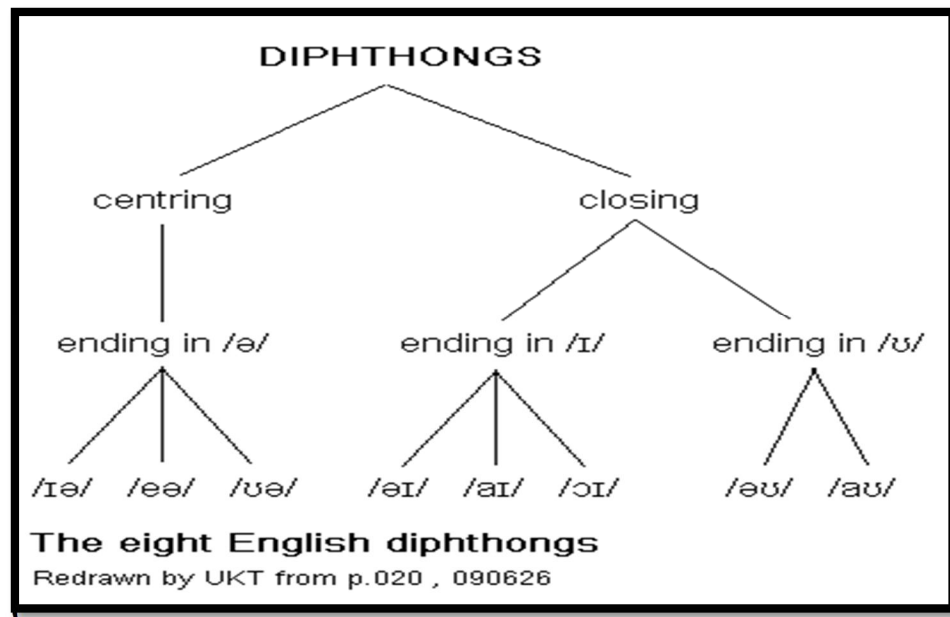 DIPHTHONGS
centring closing
ending in /ə/ ending in /ɪ/ ending in /ʊ/
/ɪə/ /eə/ /ʊə/ /əɪ/ /aɪ/ /ɔɪ/ /əʊ/ /aʊ/
The eight English diphthongs
Redrawn by UKT from p.020 , 090626